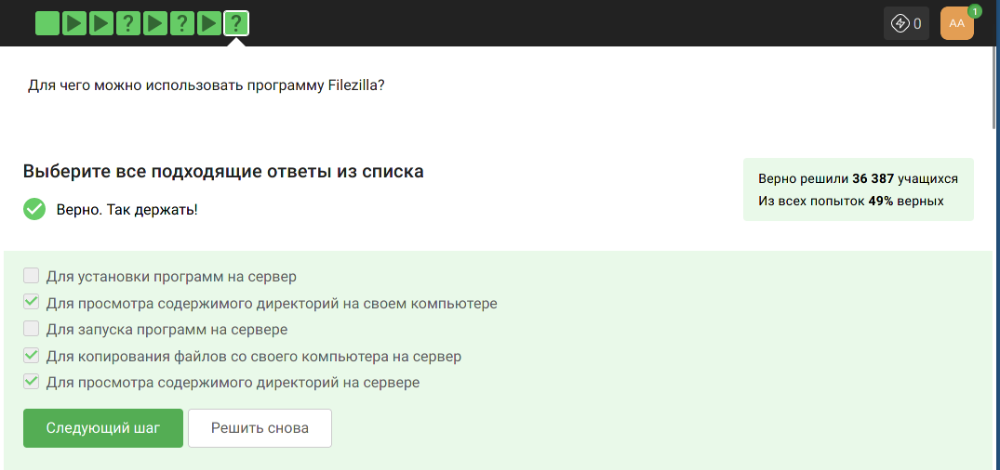 ? ? ?
0
AA
1
Для чего можно использовать программу Filezilla?
Выберите все подходящие ответы из списка
Верно. Так держать!
Верно решили 36 387 учащихся
Из всех попыток 49% верных
Для установки программ на сервер
Для просмотра содержимого директорий на своем компьютере
Для запуска программ на сервере
Для копирования файлов со своего компьютера на сервер
Для просмотра содержимого директорий на сервере
Следующий шаг
Решить снова